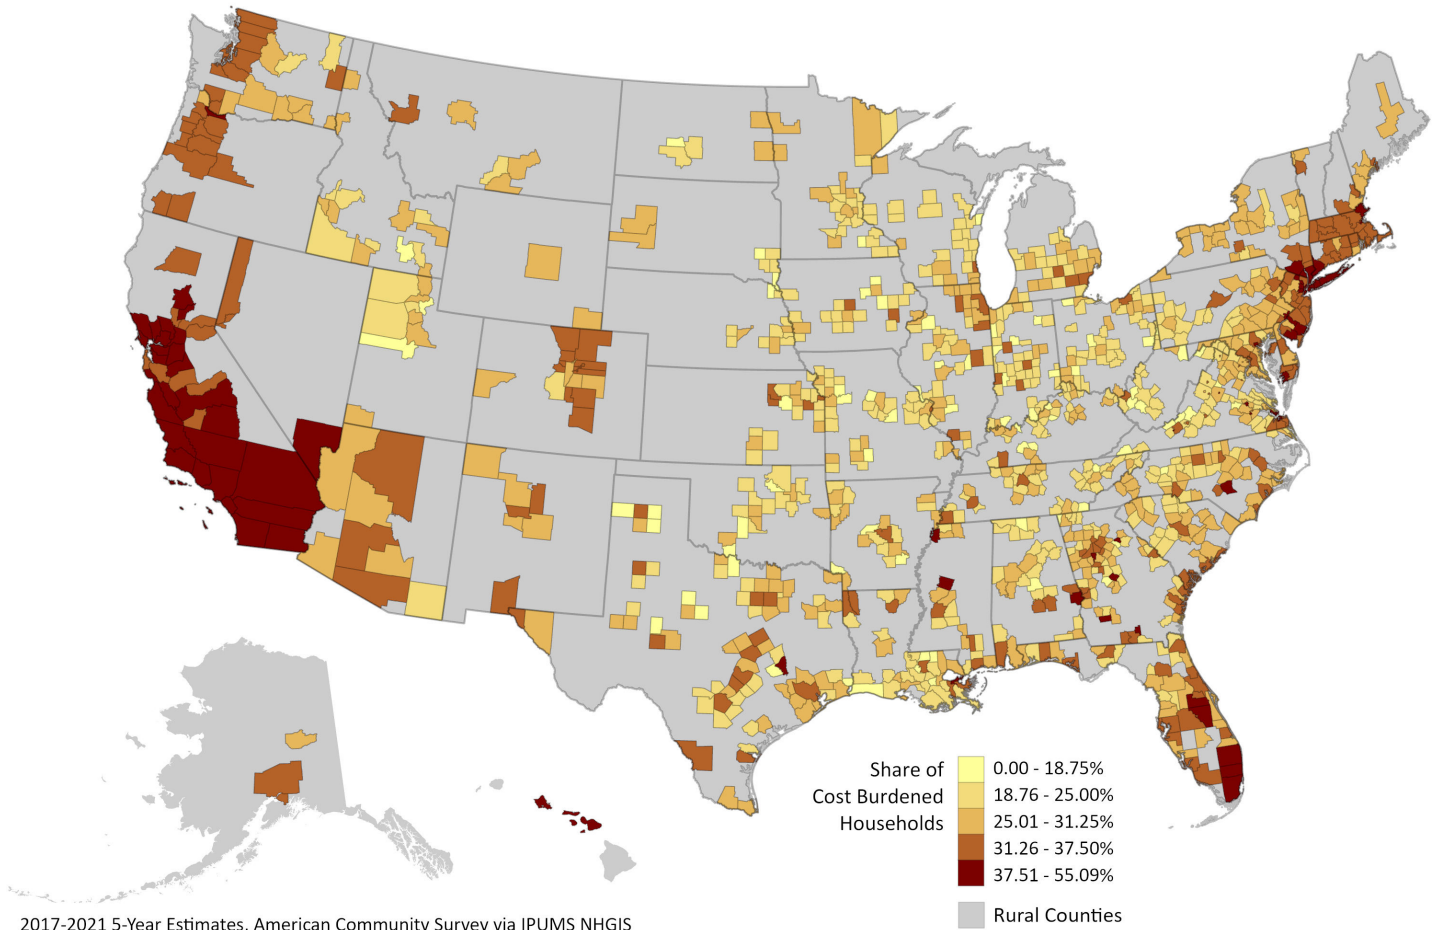 Share of
Cost Burdened
Households
0.00 - 18.75%
18.76 - 25.00%
25.01 - 31.25%
31.26 - 37.50%
37.51 - 55.09%
Rural Counties
2017-2021 5-Year Estimates, American Community Survey via IPUMS NHGIS